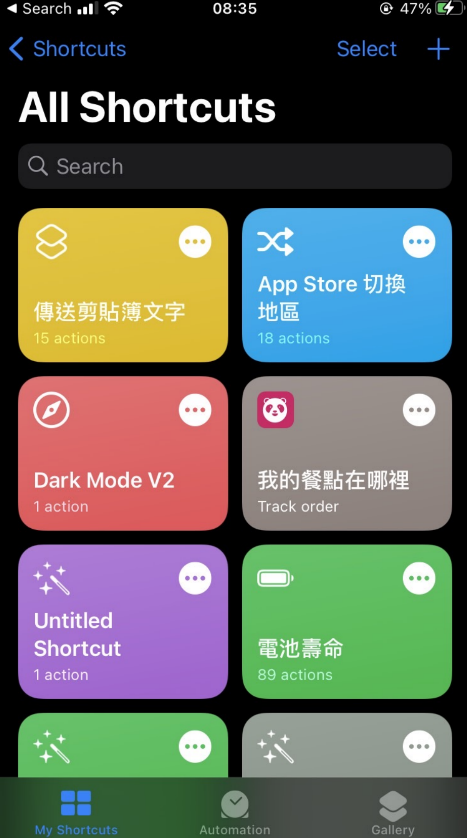 Search
08:35
47%
Shortcuts
Select
All Shortcuts
Search
傳送剪貼簿文字
15 actions
App Store 切換
地區
18 actions
Dark Mode V2
1 action
我的餐點在哪裡
Track order
Untitled
Shortcut
1 action
電池壽命
89 actions
My Shortcuts
Automation
Gallery